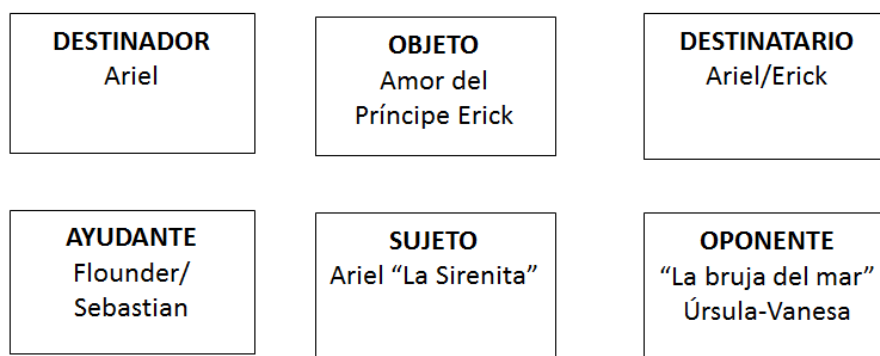 DESTINADOR
Ariel
OBJETO
Amor del
Príncipe Erick
DESTINATARIO
Ariel/Erick
AYUDANTE
Flounder/
Sebastian
SUJETO
Ariel “La Sirenita”
OPONENTE
“La bruja del mar”
Úrsula-Vanesa